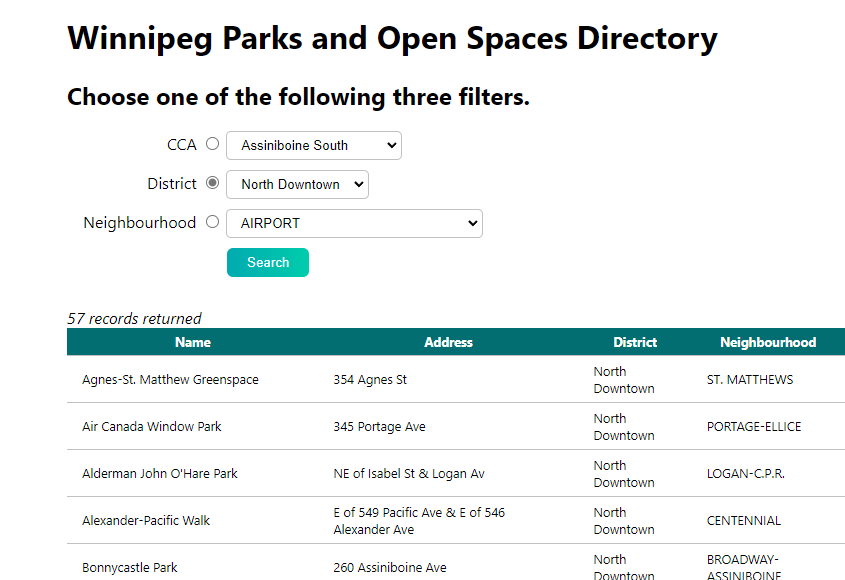 Winnipeg Parks and Open Spaces Directory
Choose one of the following three filters.
CCA Assiniboine South
District North Downtown
Neighbourhood AIRPORT
Search
57 records returned
Name Address District Neighbourhood
Agnes-St. Matthew Greenspace 354 Agnes St North Downtown ST. MATTHEWS
Air Canada Window Park 345 Portage Ave North Downtown PORTAGE-ELLICE
Alderman John O'Hare Park NE of Isabel St & Logan Av North Downtown LOGAN-C.P.R.
Alexander-Pacific Walk E of 549 Pacific Ave & E of 546 Alexander Ave North Downtown CENTENNIAL
Bonnycastle Park 260 Assiniboine Ave North Downtown BROADWAY-ASSINIBOINE